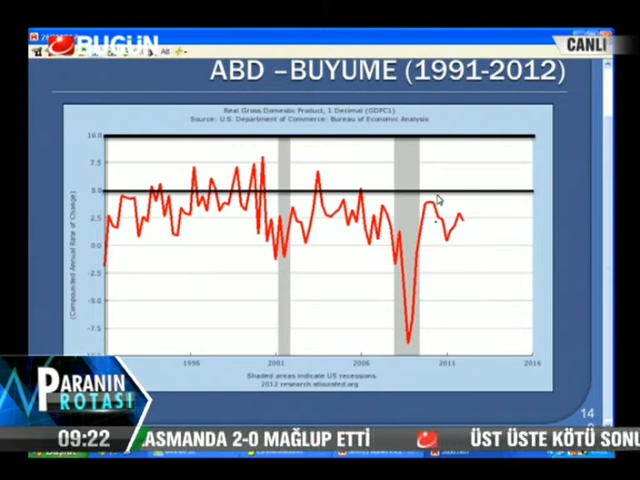 BUGÜN
CANLI
ABD –BUYUME (1991-2012)
Real Gross Domestic Product, 1 Decimal (GDPC1)
Source: U.S. Department of Commerce: Bureau of Economic Analysis
10.0
7.5
5.0
2.5
0.0
-2.5
-5.0
-7.5
-10.0
(Compounded Annual Rate of Change)
1996
2001
2006
2011
2016
Shaded areas indicate US recessions.
2012 research.stlouisfed.org
14
PARANIN
ROTASI
09:22
ASMANDA 2-0 MAĞLUP ETTİ
ÜST ÜSTE KÖTÜ SONU